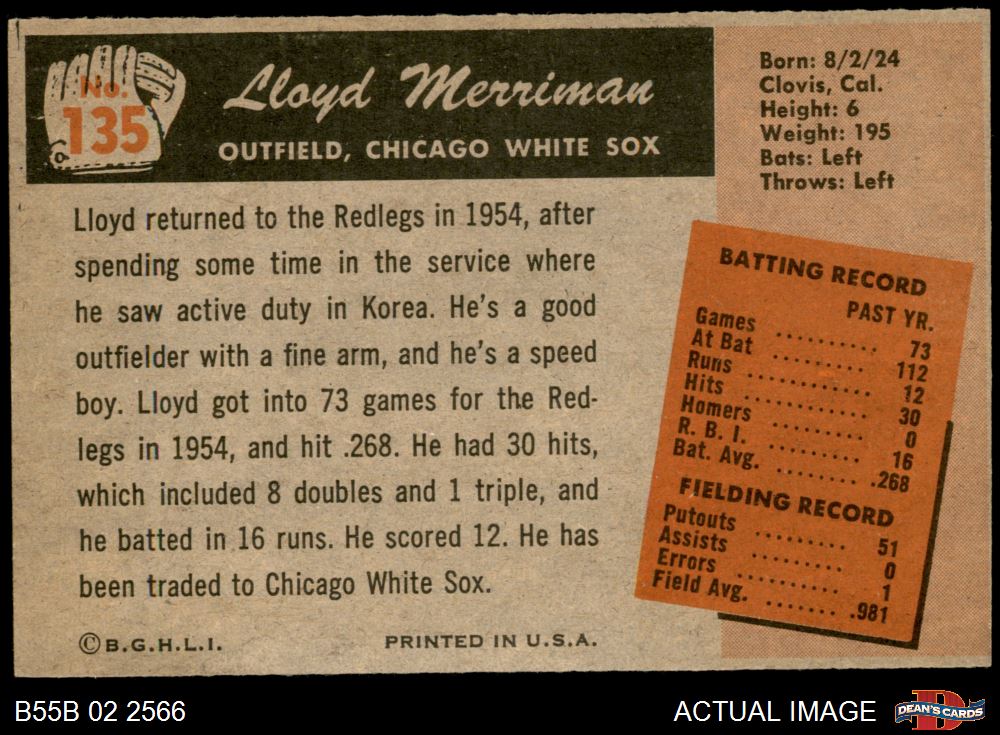 No.
135
Lloyd Merriman
OUTFIELD, CHICAGO WHITE SOX
Born: 8/2/24
Clovis, Cal.
Height: 6
Weight: 195
Bats: Left
Throws: Left
Lloyd returned to the Redlegs in 1954, after
spending some time in the service where
he saw active duty in Korea. He's a good
outfielder with a fine arm, and he's a speed
boy. Lloyd got into 73 games for the Red-
legs in 1954, and hit .268. He had 30 hits,
which included 8 doubles and 1 triple, and
he batted in 16 runs. He scored 12. He has
been traded to Chicago White Sox.
BATTING RECORD
PAST YR.
Games .......... 73
At Bat ......... 112
Runs ............ 12
Hits ............ 30
Homers ......... 0
R. B. I. ......... 16
Bat. Avg. ....... .268
FIELDING RECORD
Putouts ......... 51
Assists ......... 0
Errors .......... 1
Field Avg. ....... .981
©B.G.H.L.I.
PRINTED IN U.S.A.
B55B 02 2566
ACTUAL IMAGE
DEAN'S CARDS